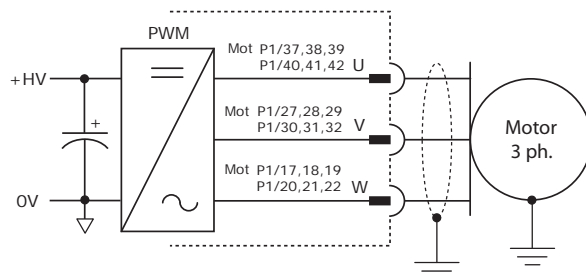 PWM
+HV
0V
Mot P1/37,38,39
P1/40,41,42 U
Mot P1/27,28,29
P1/30,31,32 V
Mot P1/17,18,19
P1/20,21,22 W
+
Motor
3 ph.